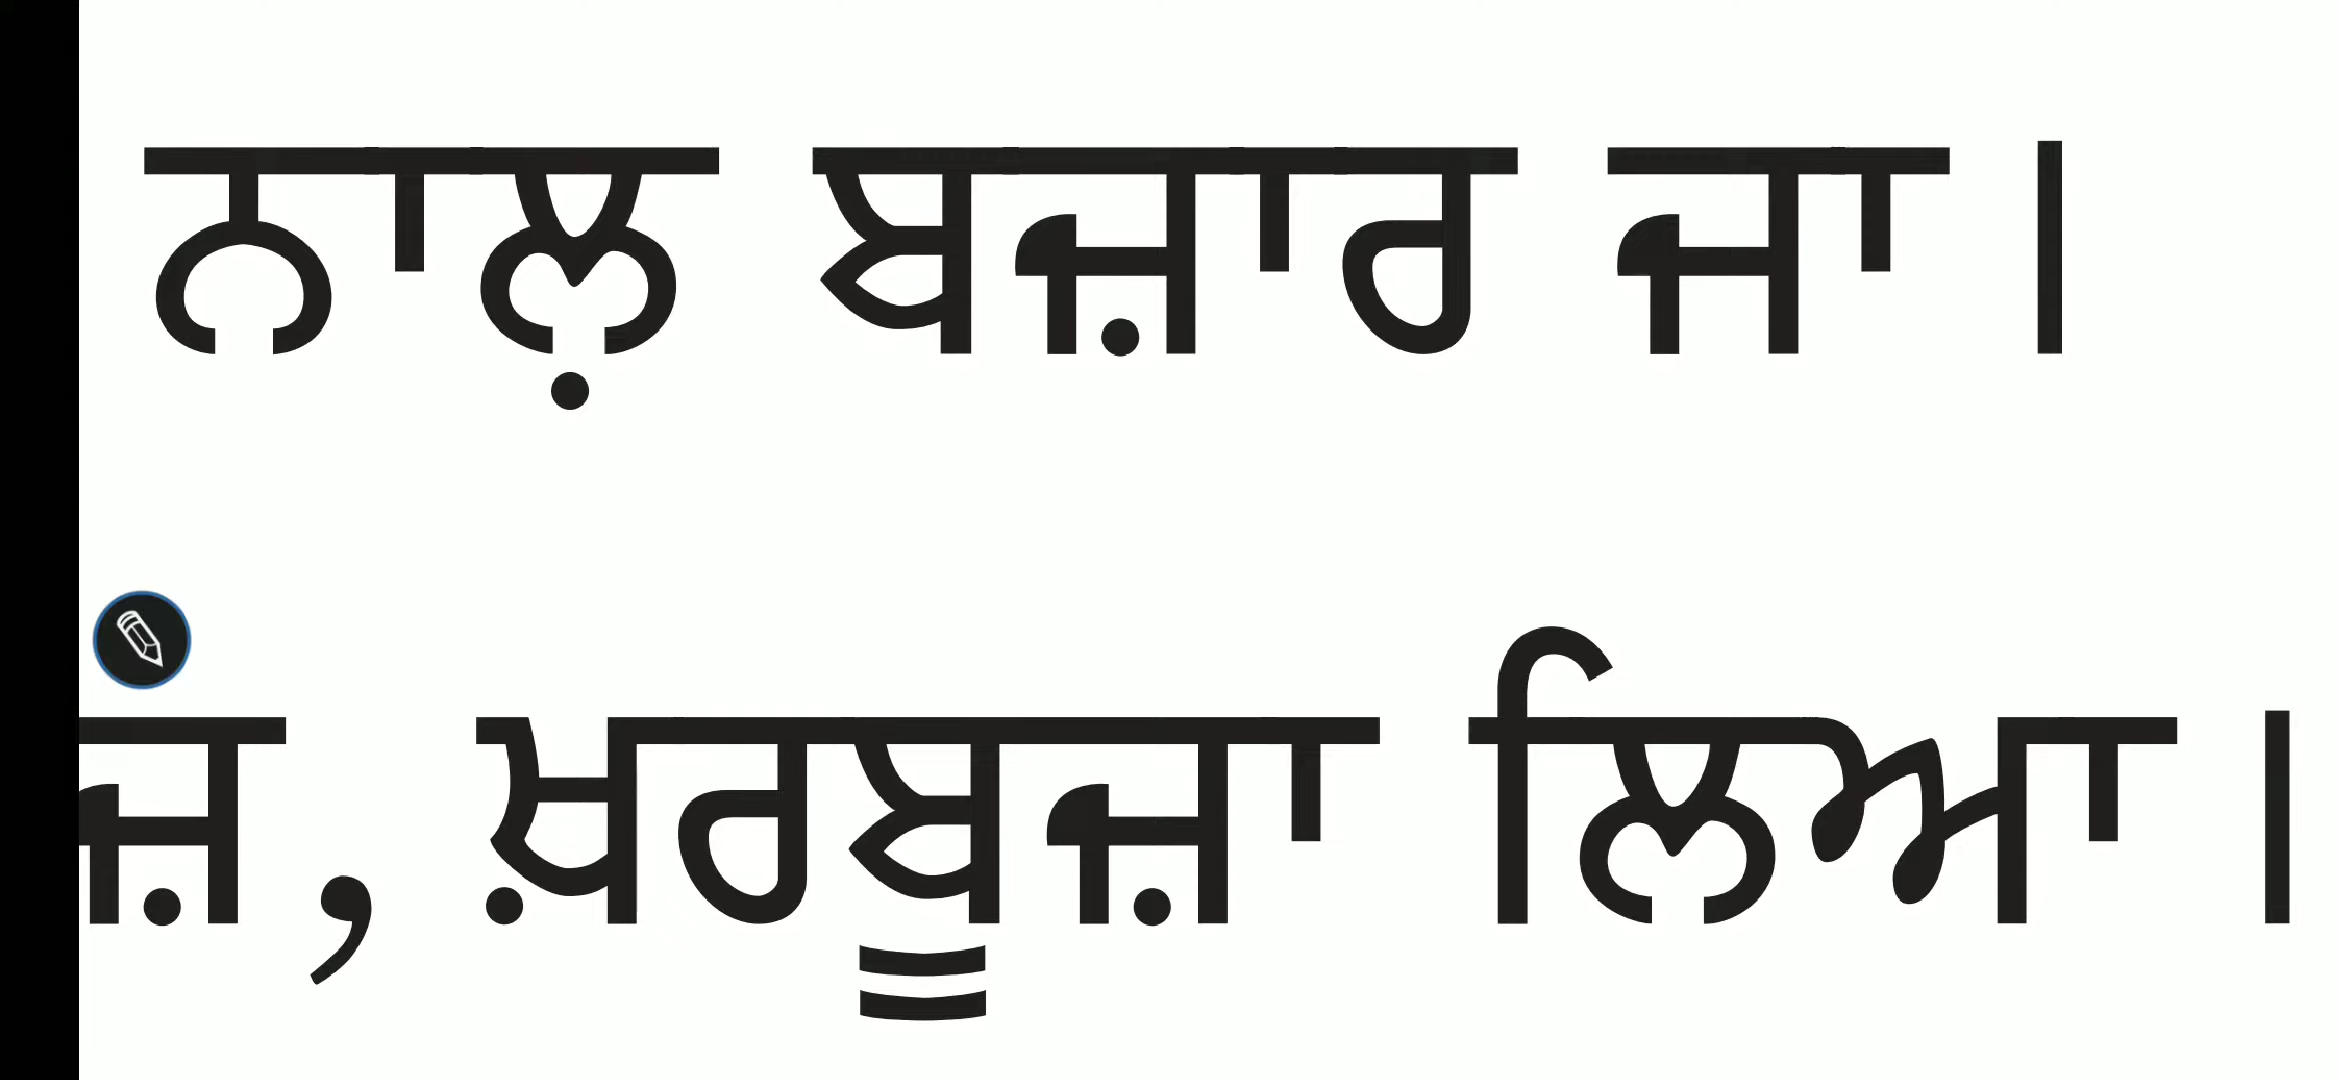 ਨਾਲ਼ ਬਜ਼ਾਰ ਜਾ ।
ਜ਼, ਖ਼ਰਬੂਜ਼ਾ ਲਿਆ ।